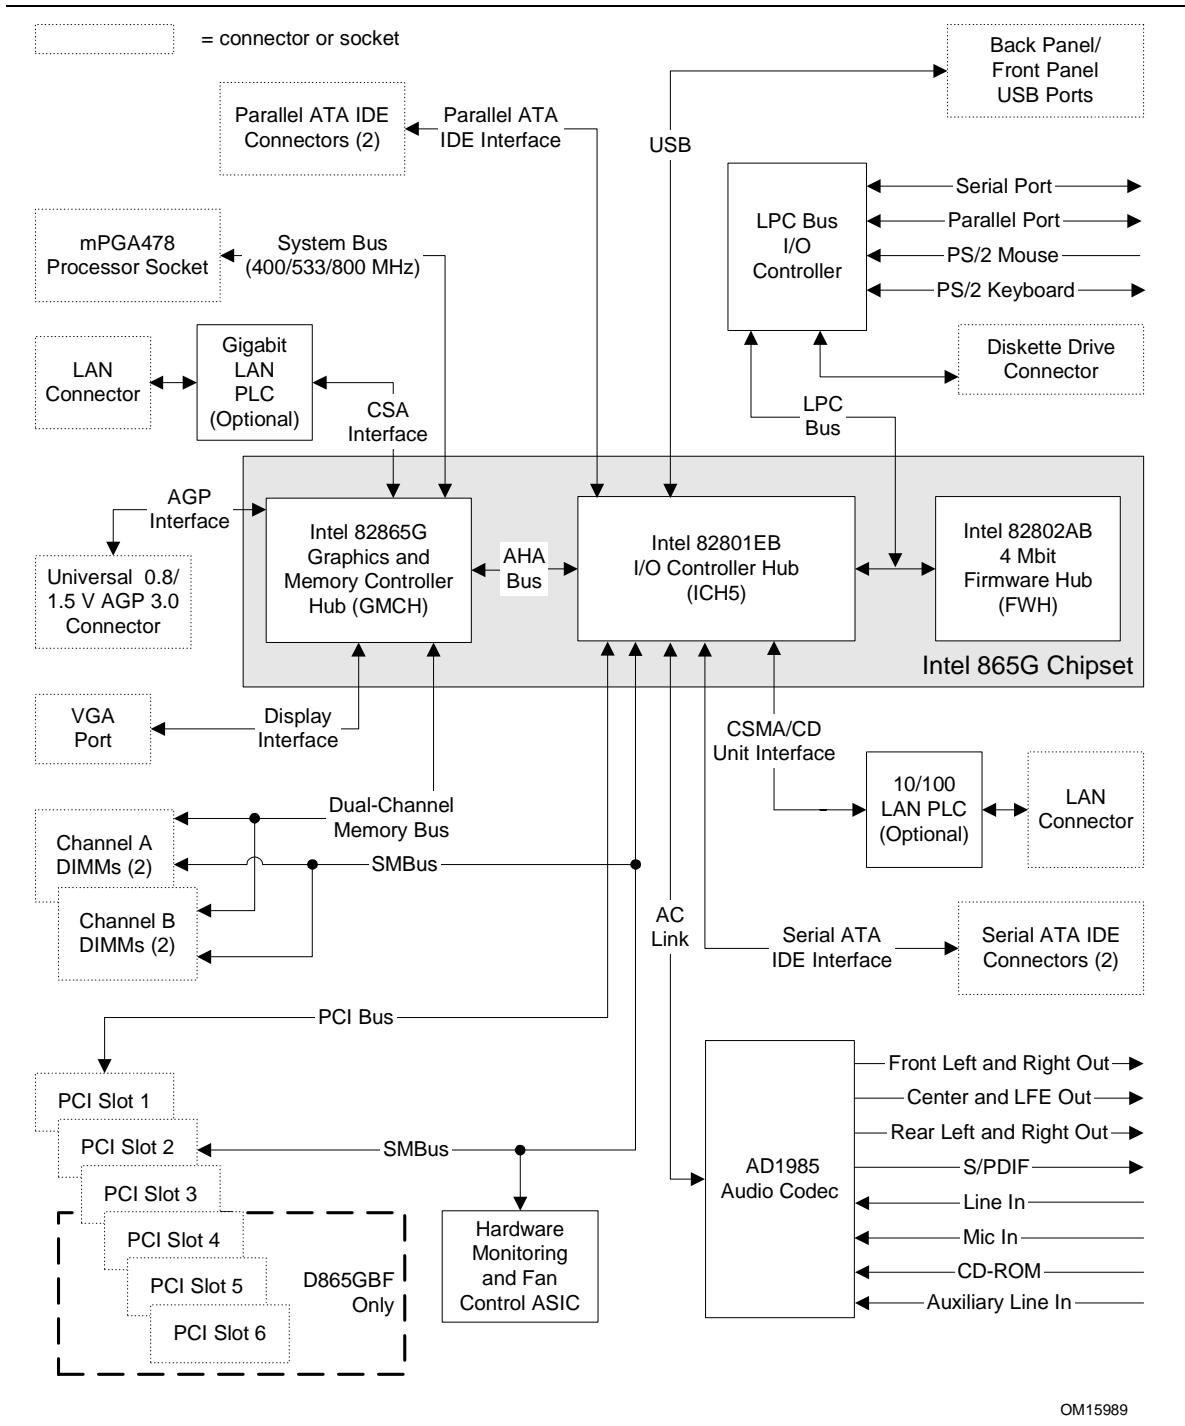 = connector or socket
Back Panel/
Front Panel
USB Ports
Parallel ATA IDE
Connectors (2)
Parallel ATA
IDE Interface
USB
LPC Bus
I/O
Controller
Serial Port
Parallel Port
PS/2 Mouse
PS/2 Keyboard
mPGA478
Processor Socket
System Bus
(400/533/800 MHz)
LAN
Connector
Gigabit
LAN
PLC
(Optional)
CSA
Interface
Diskette Drive
Connector
LPC
Bus
AGP
Interface
Universal 0.8/
1.5 V AGP 3.0
Connector
Intel 82865G
Graphics and
Memory Controller
Hub (GMCH)
AHA
Bus
Intel 82801EB
I/O Controller Hub
(ICH5)
Intel 82802AB
4 Mbit
Firmware Hub
(FWH)
Intel 865G Chipset
VGA
Port
Display
Interface
CSMA/CD
Unit Interface
10/100
LAN PLC
(Optional)
LAN
Connector
Dual-Channel
Memory Bus
Channel A
DIMMs (2)
SMBus
Channel B
DIMMs (2)
AC
Link
Serial ATA
IDE Interface
Serial ATA IDE
Connectors (2)
PCI Bus
PCI Slot 1
PCI Slot 2
PCI Slot 3
PCI Slot 4
PCI Slot 5
PCI Slot 6
D865GBF
Only
SMBus
Hardware
Monitoring
and Fan
Control ASIC
AD1985
Audio Codec
Front Left and Right Out
Center and LFE Out
Rear Left and Right Out
S/PDIF
Line In
Mic In
CD-ROM
Auxiliary Line In
OM15989